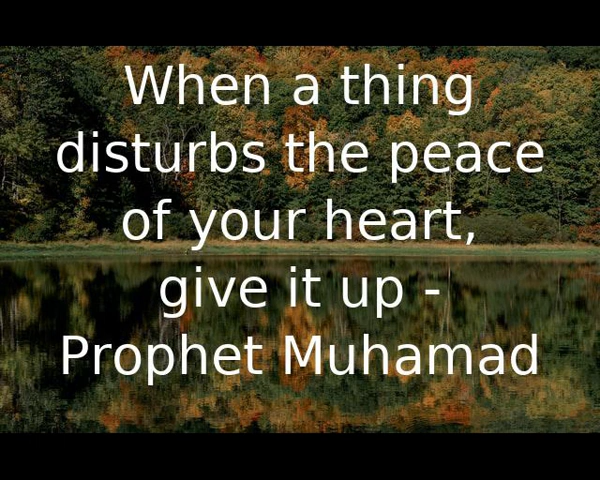 When a thing
disturbs the peace
of your heart,
give it up -
Prophet Muhamad